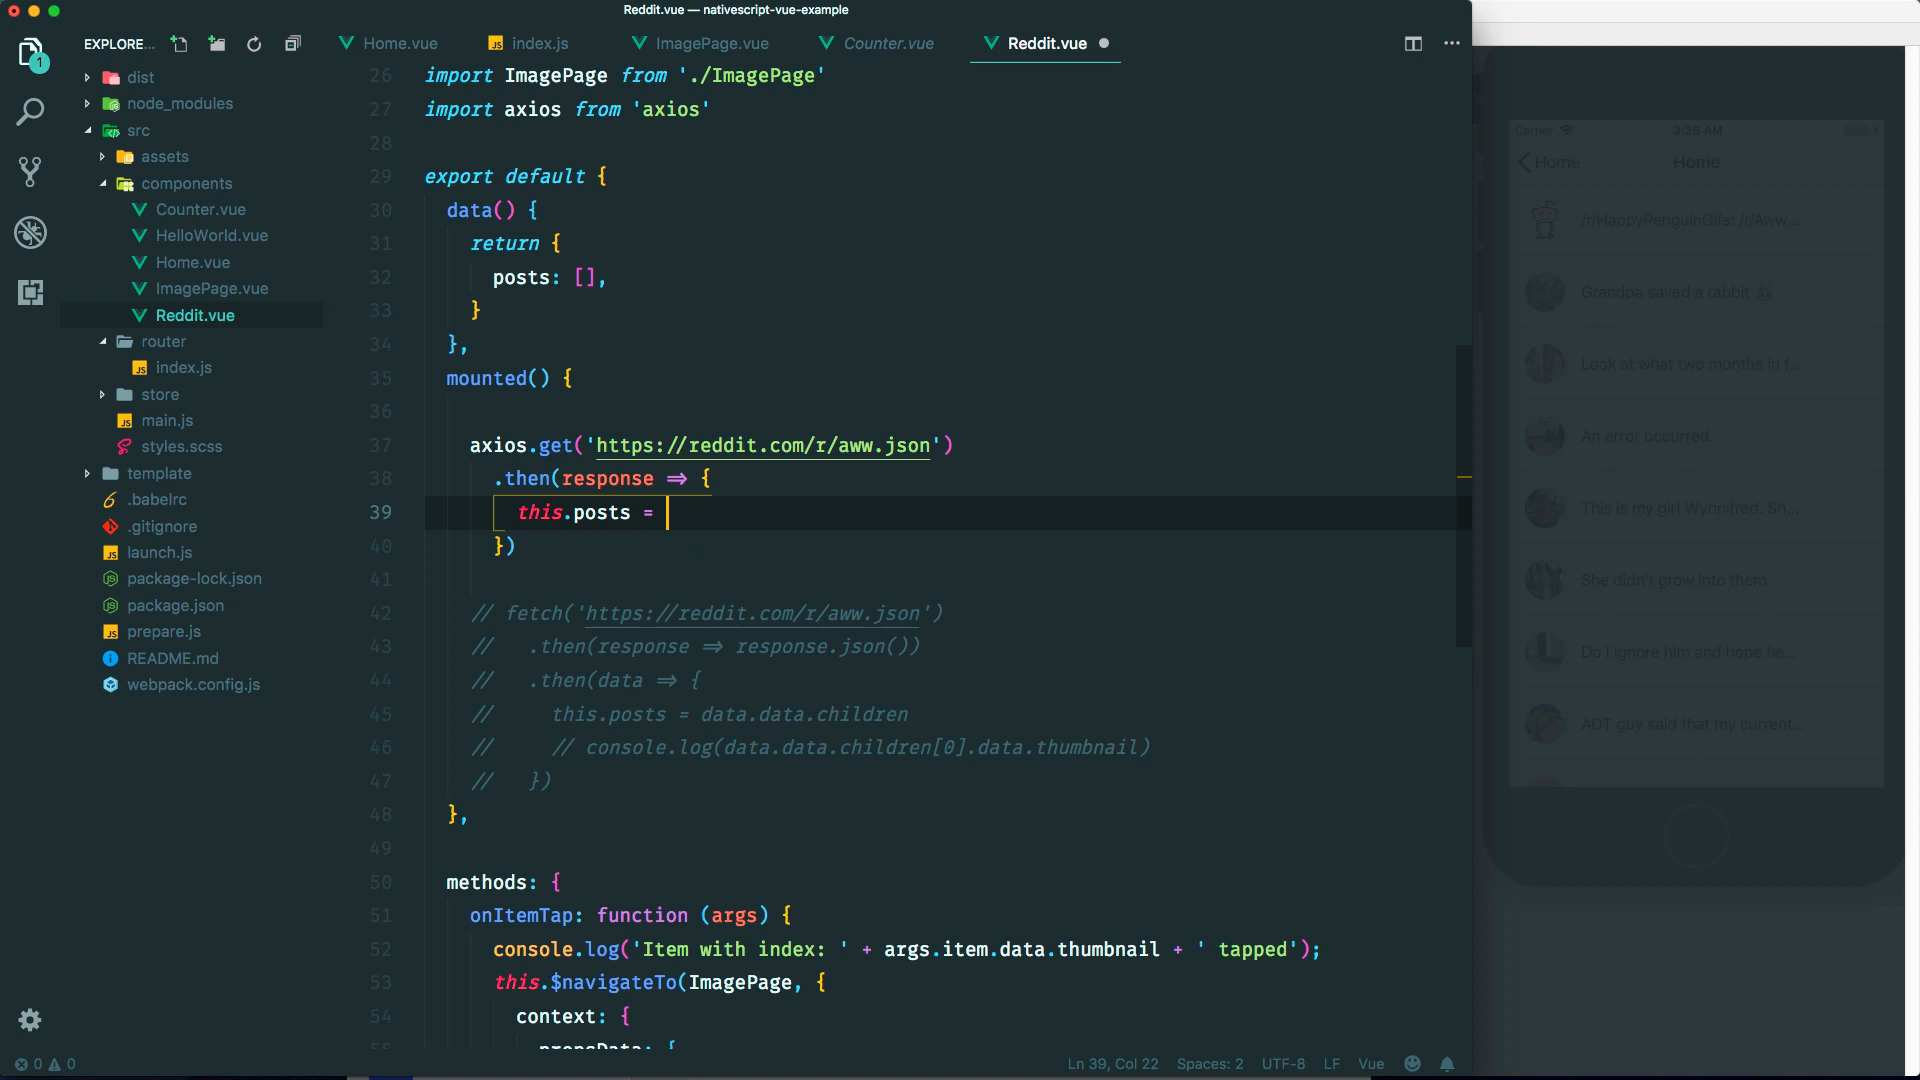 Reddit.vue — nativescript-vue-example
EXPLORE...
Home.vue
index.js
ImagePage.vue
Counter.vue
Reddit.vue
1
dist
node_modules
src
assets
components
Counter.vue
HelloWorld.vue
Home.vue
ImagePage.vue
Reddit.vue
router
index.js
store
main.js
styles.scss
template
.babelrc
.gitignore
launch.js
package-lock.json
package.json
prepare.js
README.md
webpack.config.js
26 import ImagePage from './ImagePage'
27 import axios from 'axios'
28
29 export default {
30 data() {
31 return {
32 posts: [],
33 }
34 },
35 mounted() {
36
37 axios.get('https://reddit.com/r/aww.json')
38 .then(response => {
39 this.posts =
40 })
41
42 // fetch('https://reddit.com/r/aww.json')
43 // .then(response => response.json())
44 // .then(data => {
45 // this.posts = data.data.children
46 // // console.log(data.data.children[0].data.thumbnail)
47 // })
48 },
49
50 methods: {
51 onItemTap: function (args) {
52 console.log('Item with index: ' + args.item.data.thumbnail + ' tapped');
53 this.$navigateTo(ImagePage, {
54 context: {
55 propsData: {
Carrier 3:26 AM
Home Home
/r/HappyPenguinGifs: /r/Aww...
Grandpa saved a rabbit
Look at what two months in f...
An error occurred.
This is my girl Wynnifred. Sh...
She didn't grow into them
Do I ignore him and hope he...
ADT guy said that my current...
0 0
Ln 39, Col 22 Spaces: 2 UTF-8 LF Vue